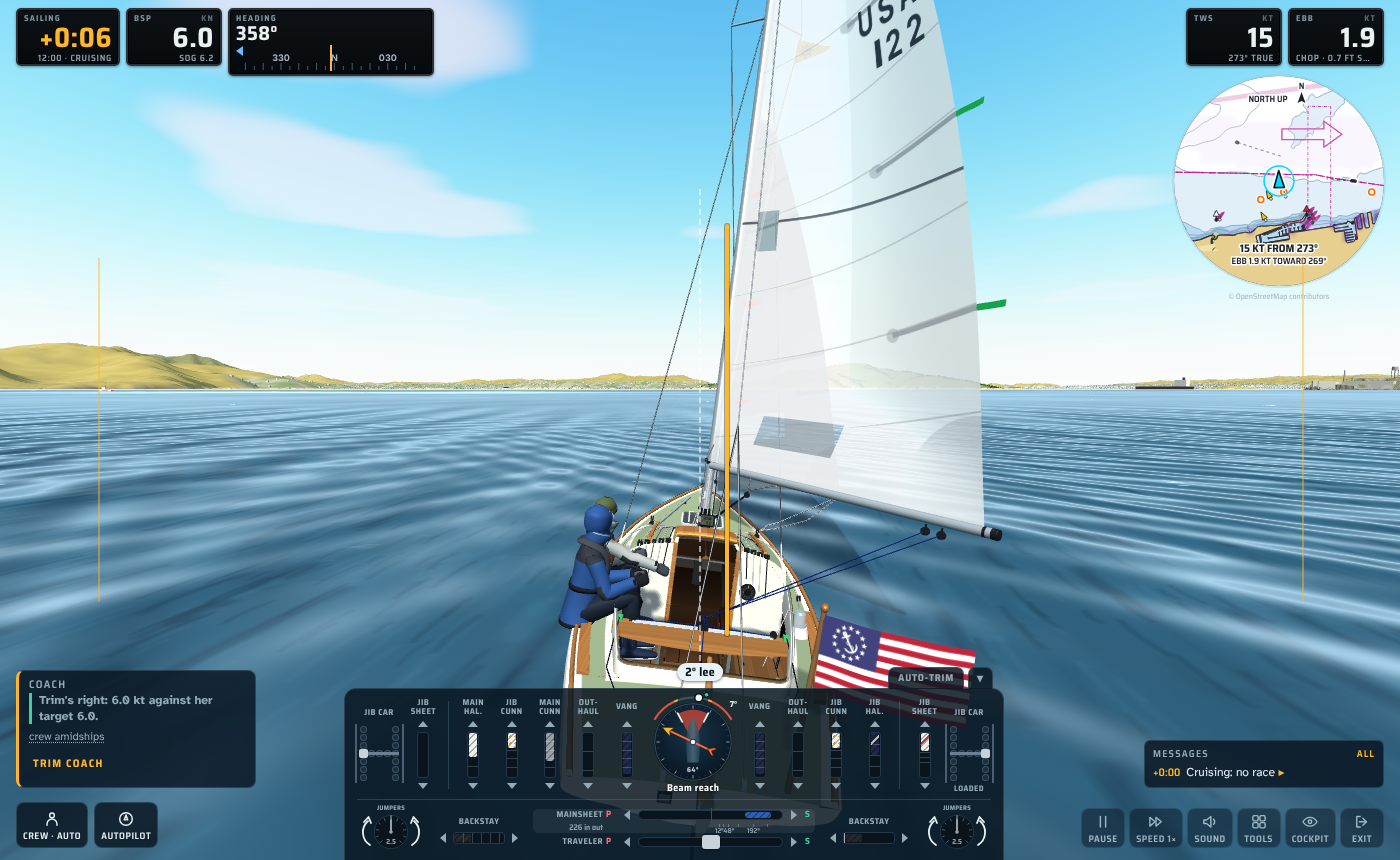 SAILING
+0:06
12:00 · CRUISING
BSP KN
6.0
SOG 6.2
HEADING
358°
330 N 030
USA
122
TWS KT
15
273° TRUE
EBB KT
1.9
CHOP · 0.7 FT S...
N
NORTH UP
15 KT FROM 273°
EBB 1.9 KT TOWARD 269°
© OpenStreetMap contributors
COACH
Trim's right: 6.0 kt against her
target 6.0.
crew amidships
TRIM COACH
CREW · AUTO
AUTOPILOT
2° lee
AUTO-TRIM
▼
JIB CAR
JIB SHEET
MAIN HAL.
JIB CUNN
MAIN CUNN
OUT-HAUL
VANG
7°
64°
Beam reach
VANG
OUT-HAUL
JIB CUNN
JIB HAL.
JIB SHEET
JIB CAR
LOADED
JUMPERS
2.5
BACKSTAY
MAINSHEET P S
226 in out
12°48" 192"
TRAVELER P S
BACKSTAY
JUMPERS
2.5
MESSAGES ALL
+0:00 Cruising; no race ▸
PAUSE
SPEED 1×
SOUND
TOOLS
COCKPIT
EXIT